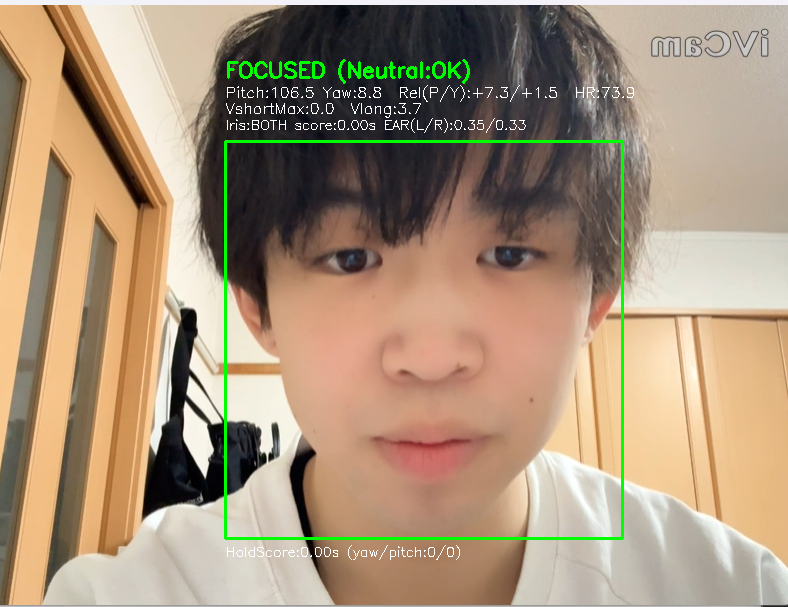 iVCam
FOCUSED (Neutral:OK)
Pitch:106.5 Yaw:8.8 Rel(P/Y):+7.3/+1.5 HR:73.9
VshortMax:0.0 Vlong:3.7
Iris:BOTH score:0.00s EAR(L/R):0.35/0.33
HoldScore:0.00s (yaw/pitch:0/0)